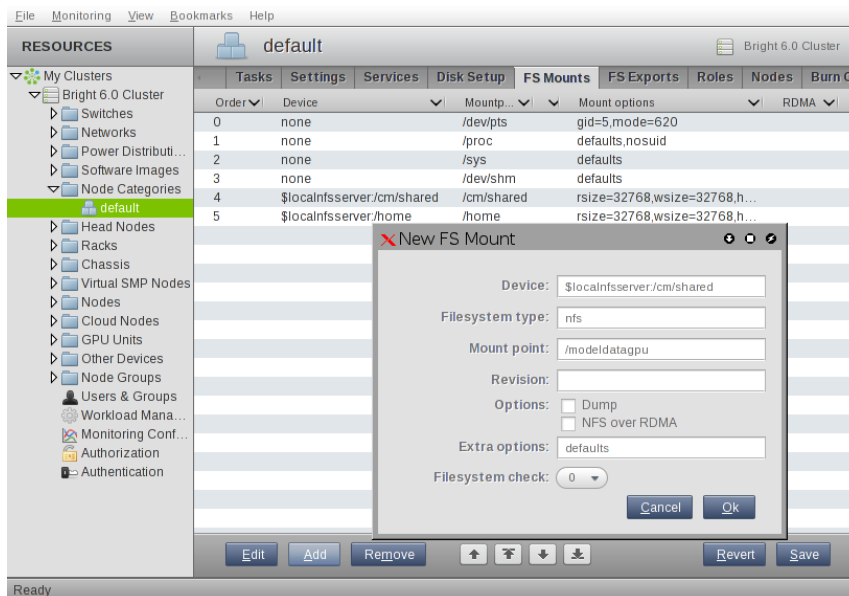 File Monitoring View Bookmarks Help
RESOURCES
default
Bright 6.0 Cluster
My Clusters
Bright 6.0 Cluster
Switches
Networks
Power Distributi...
Software Images
Node Categories
default
Head Nodes
Racks
Chassis
Virtual SMP Nodes
Nodes
Cloud Nodes
GPU Units
Other Devices
Node Groups
Users & Groups
Workload Mana...
Monitoring Conf...
Authorization
Authentication
Tasks Settings Services Disk Setup FS Mounts FS Exports Roles Nodes Burn
Order Device Mountp... Mount options RDMA
0 none /dev/pts gid=5,mode=620
1 none /proc defaults,nosuid
2 none /sys defaults
3 none /dev/shm defaults
4 $localnfsserver:/cm/shared /cm/shared rsize=32768,wsize=32768,h...
5 $localnfsserver:/home /home rsize=32768,wsize=32768,h...
New FS Mount
Device: $localnfsserver:/cm/shared
Filesystem type: nfs
Mount point: /modeldatagpu
Revision:
Options: Dump
NFS over RDMA
Extra options: defaults
Filesystem check: 0
Cancel Ok
Edit Add Remove Revert Save
Ready